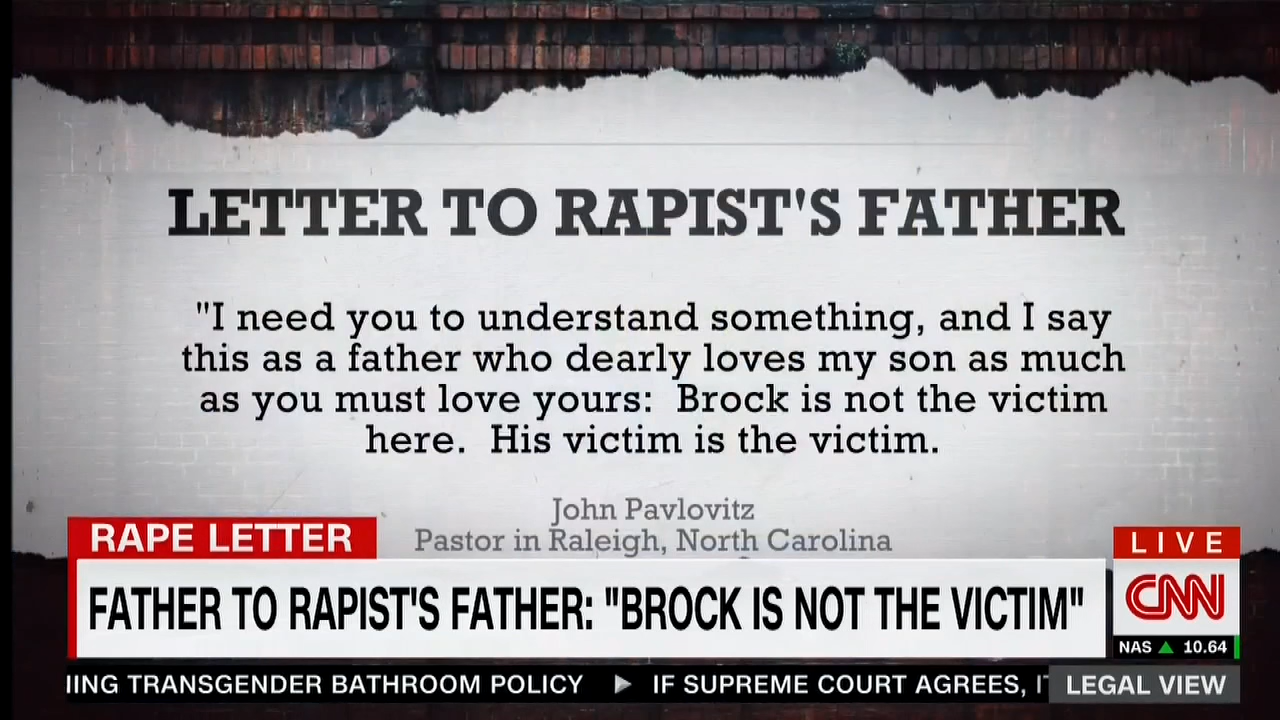 LETTER TO RAPIST'S FATHER
"I need you to understand something, and I say
this as a father who dearly loves my son as much
as you must love yours: Brock is not the victim
here. His victim is the victim.
John Pavlovitz
Pastor in Raleigh, North Carolina
RAPE LETTER
LIVE
FATHER TO RAPIST'S FATHER: "BROCK IS NOT THE VICTIM"
CNN
NAS ▲ 10.64
TRANSGENDER BATHROOM POLICY ▶ IF SUPREME COURT AGREES,
LEGAL VIEW